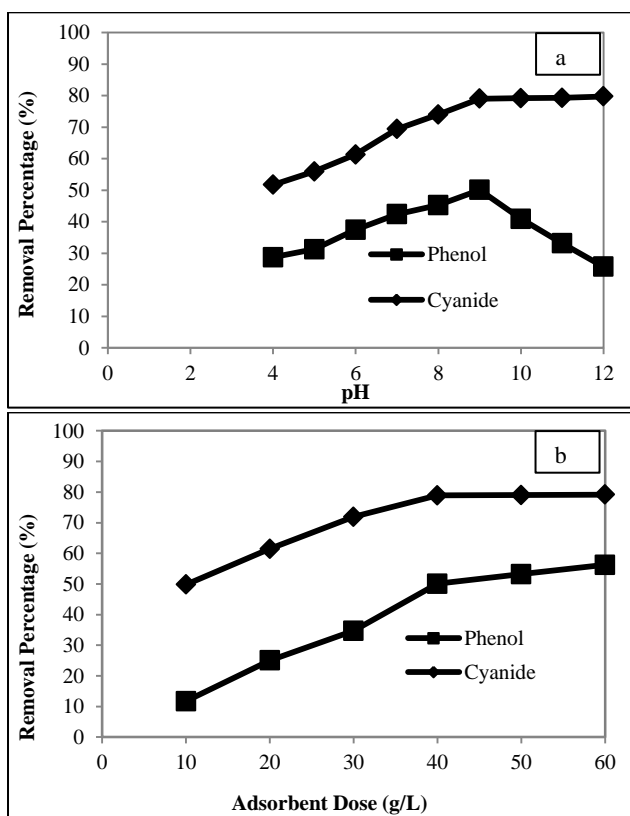 a
Removal Percentage (%)
100
90
80
70
60
50
40
30
20
10
0
Phenol
Cyanide
0 2 4 6 8 10 12
pH
b
Removal Percentage (%)
100
90
80
70
60
50
40
30
20
10
0
Phenol
Cyanide
0 10 20 30 40 50 60
Adsorbent Dose (g/L)